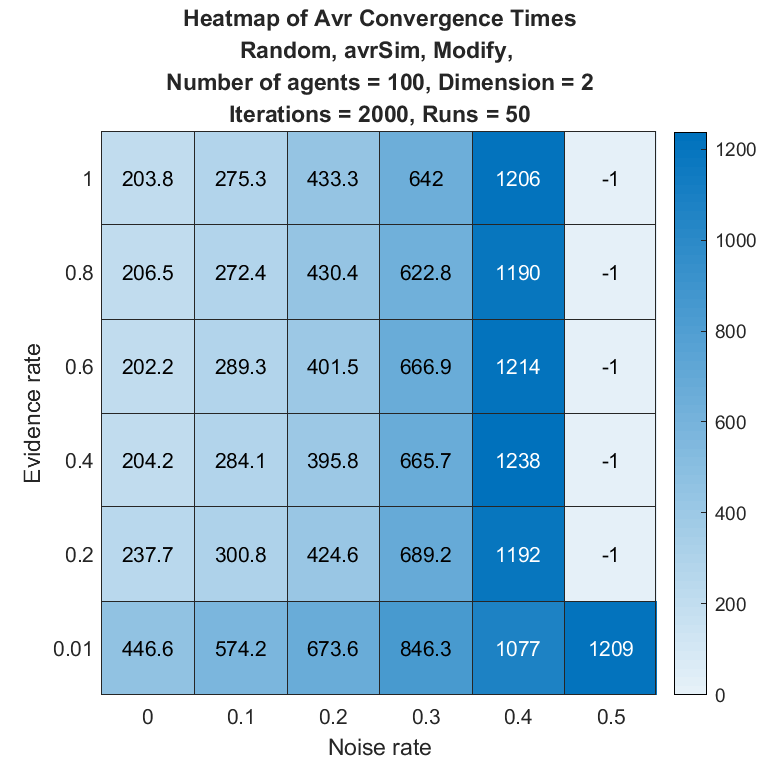 Heatmap of Avr Convergence Times
Random, avrSim, Modify,
Number of agents = 100, Dimension = 2
Iterations = 2000, Runs = 50
1 203.8 275.3 433.3 642 1206 -1
0.8 206.5 272.4 430.4 622.8 1190 -1
0.6 202.2 289.3 401.5 666.9 1214 -1
0.4 204.2 284.1 395.8 665.7 1238 -1
0.2 237.7 300.8 424.6 689.2 1192 -1
0.01 446.6 574.2 673.6 846.3 1077 1209
0 0.1 0.2 0.3 0.4 0.5
Noise rate
Evidence rate
1200
1000
800
600
400
200
0